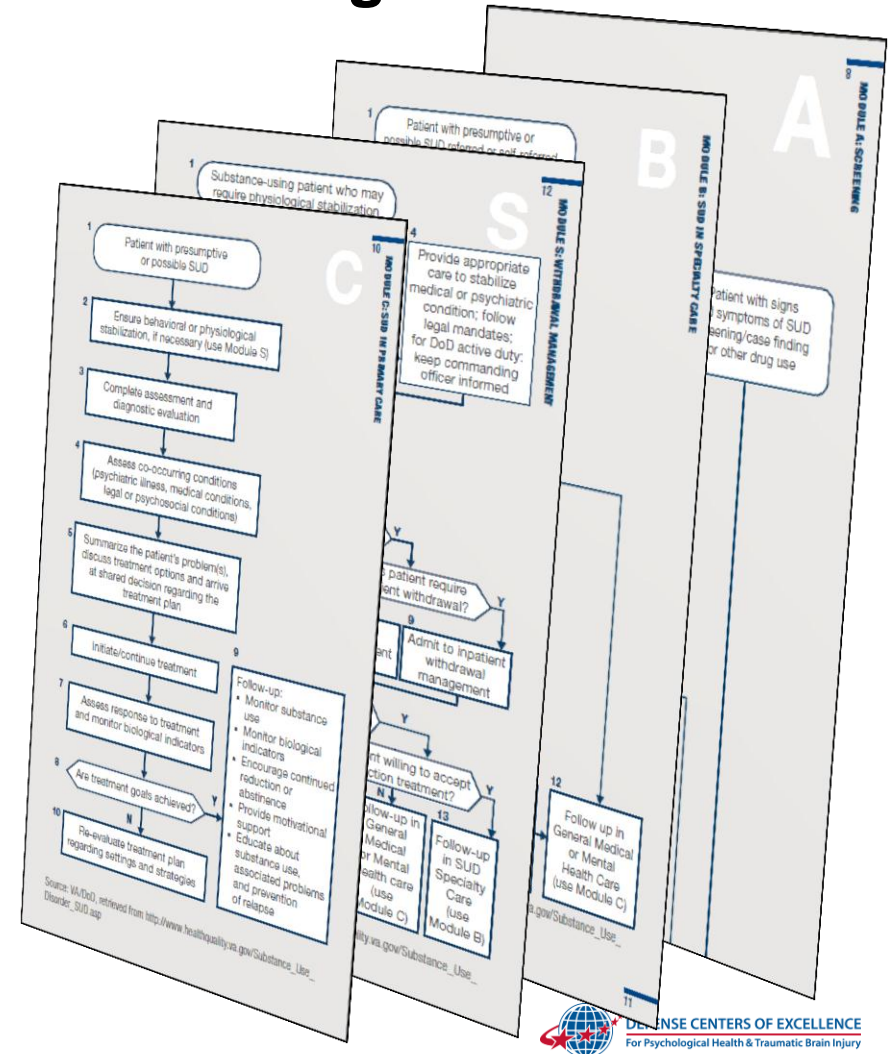 1
Patient with presumptive
or possible SUD
2
Ensure behavioral or physiological
stabilization, if necessary (use Module S)
3
Complete assessment and
diagnostic evaluation
4
Assess co-occurring conditions
(psychiatric illness, medical conditions,
legal or psychosocial conditions)
5
Summarize the patient's problem(s),
discuss treatment options and arrive
at shared decision regarding the
treatment plan
6
Initiate/continue treatment
7
Assess response to treatment
and monitor biological indicators
8
Are treatment goals achieved?
Y
N
9
Follow-up:
• Monitor substance
use
• Monitor biological
indicators
• Encourage continued
reduction or
abstinence
• Provide motivational
support
• Educate about
substance use,
associated problems
and prevention
of relapse
10
Re-evaluate treatment plan
regarding settings and strategies
Source: VA/DoD, retrieved from http://www.healthquality.va.gov/Substance_Use_
Disorder_SUD.asp
C
10
MODULE C: SUD IN PRIMARY CARE
1
Substance-using patient who may
require physiological stabilization
S
12
MODULE S: WITHDRAWAL MANAGEMENT
4
Provide appropriate
care to stabilize
medical or psychiatric
condition; follow
legal mandates;
for DoD active duty:
keep commanding
officer informed
Y
patient require
withdrawal?
Y
9
Admit to inpatient
withdrawal
management
Y
willing to accept
treatment?
N
Y
General
Medical
or Mental
(use
Module C)
13
Follow-up
in SUD
Specialty
Care
(use
Module B)
.va.gov/Substance_Use_
1
Patient with presumptive or
possible SUD referred or self-referred
B
MODULE B: SUD IN SPECIALTY CARE
12
Follow up in
General Medical
or Mental
Health Care
(use Module C)
.gov/Substance_Use_
11
A
8
MODULE A: SCREENING
Patient with signs
symptoms of SUD
case finding
or other drug use
DEFENSE CENTERS OF EXCELLENCE
For Psychological Health & Traumatic Brain Injury